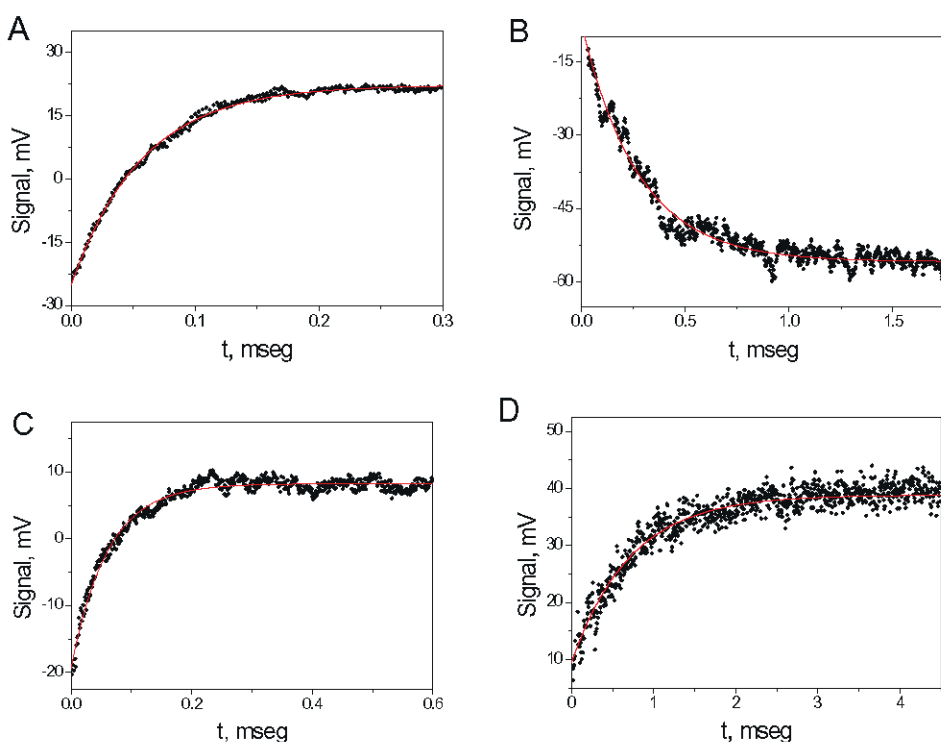 A
Signal, mV
30
15
0
-15
-30
0.0 0.1 0.2 0.3
t, mseg
B
Signal, mV
-15
-30
-45
-60
0.0 0.5 1.0 1.5
t, mseg
C
Signal, mV
10
0
-10
-20
0.0 0.2 0.4 0.6
t, mseg
D
Signal, mV
50
40
30
20
10
0 1 2 3 4
t, mseg